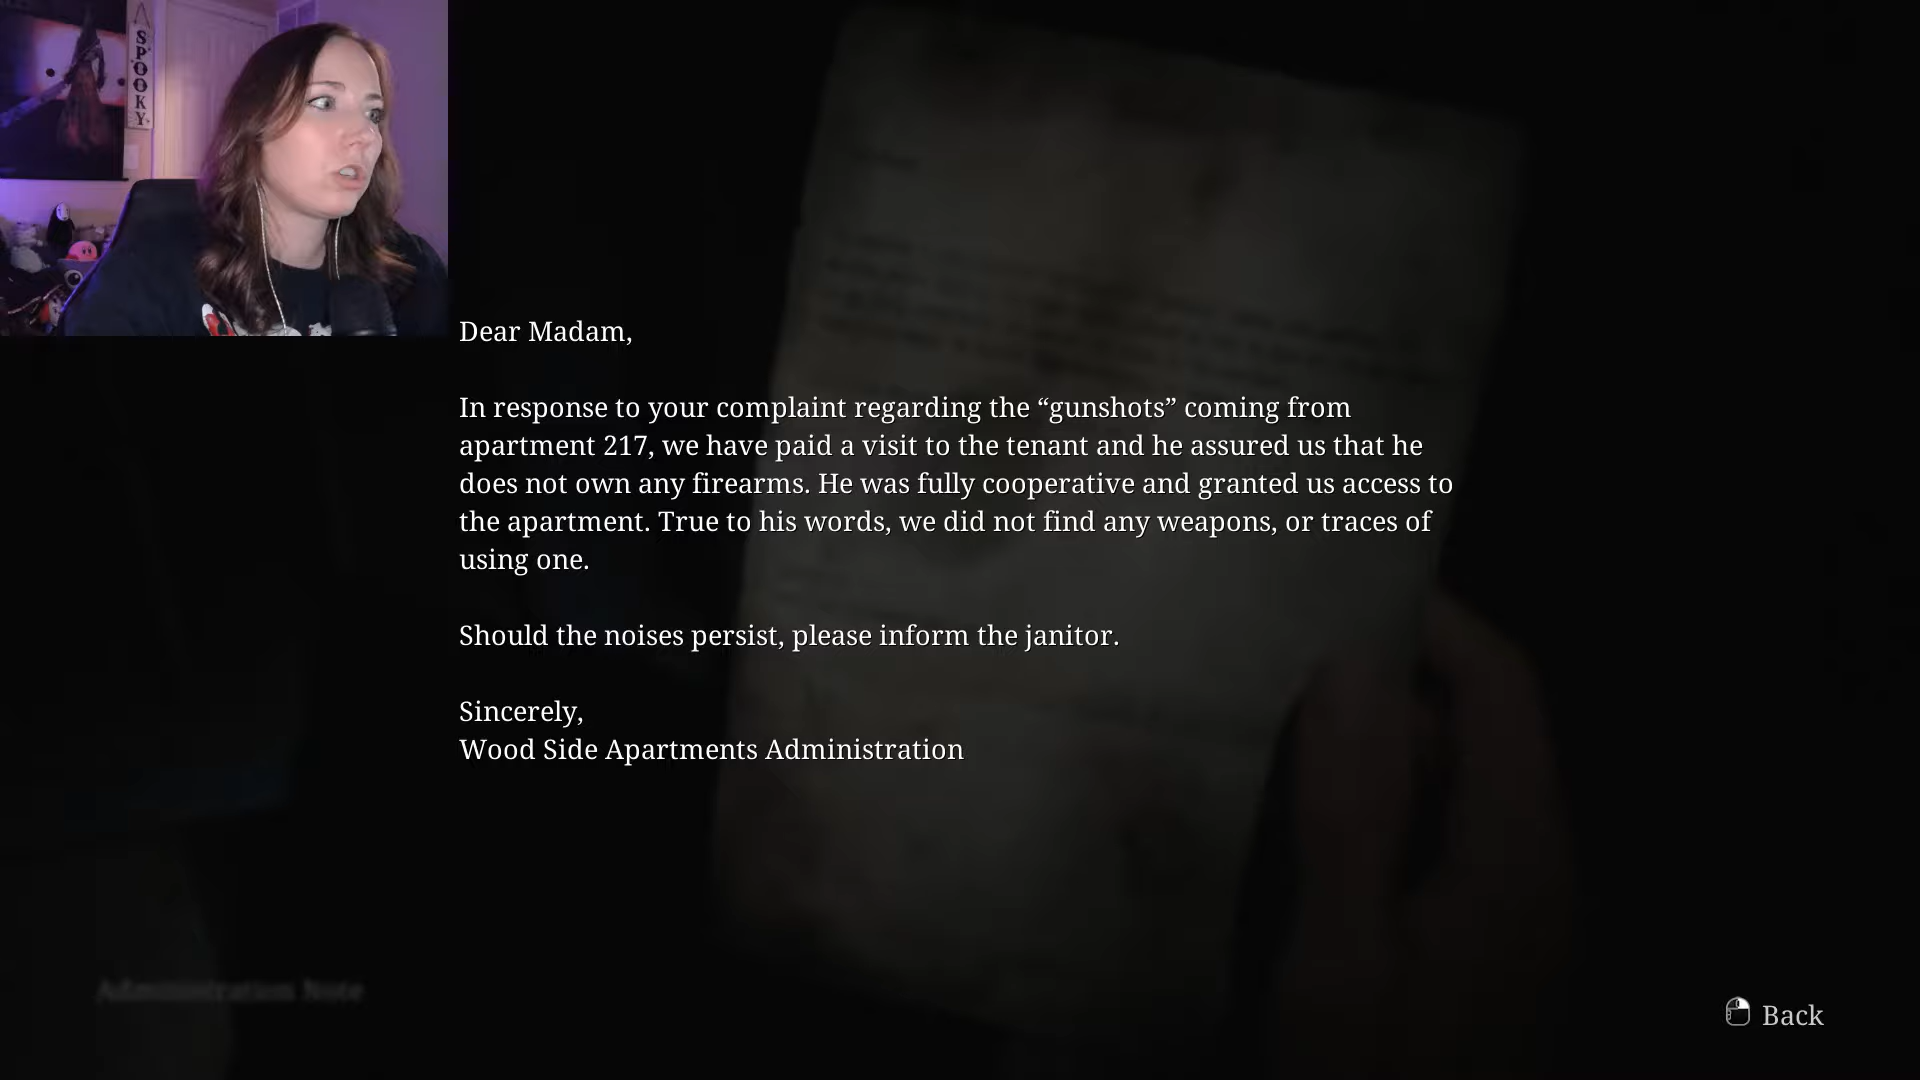 SPOOKY
Dear Madam,
In response to your complaint regarding the “gunshots” coming from
apartment 217, we have paid a visit to the tenant and he assured us that he
does not own any firearms. He was fully cooperative and granted us access to
the apartment. True to his words, we did not find any weapons, or traces of
using one.
Should the noises persist, please inform the janitor.
Sincerely,
Wood Side Apartments Administration
Administration Note
Back